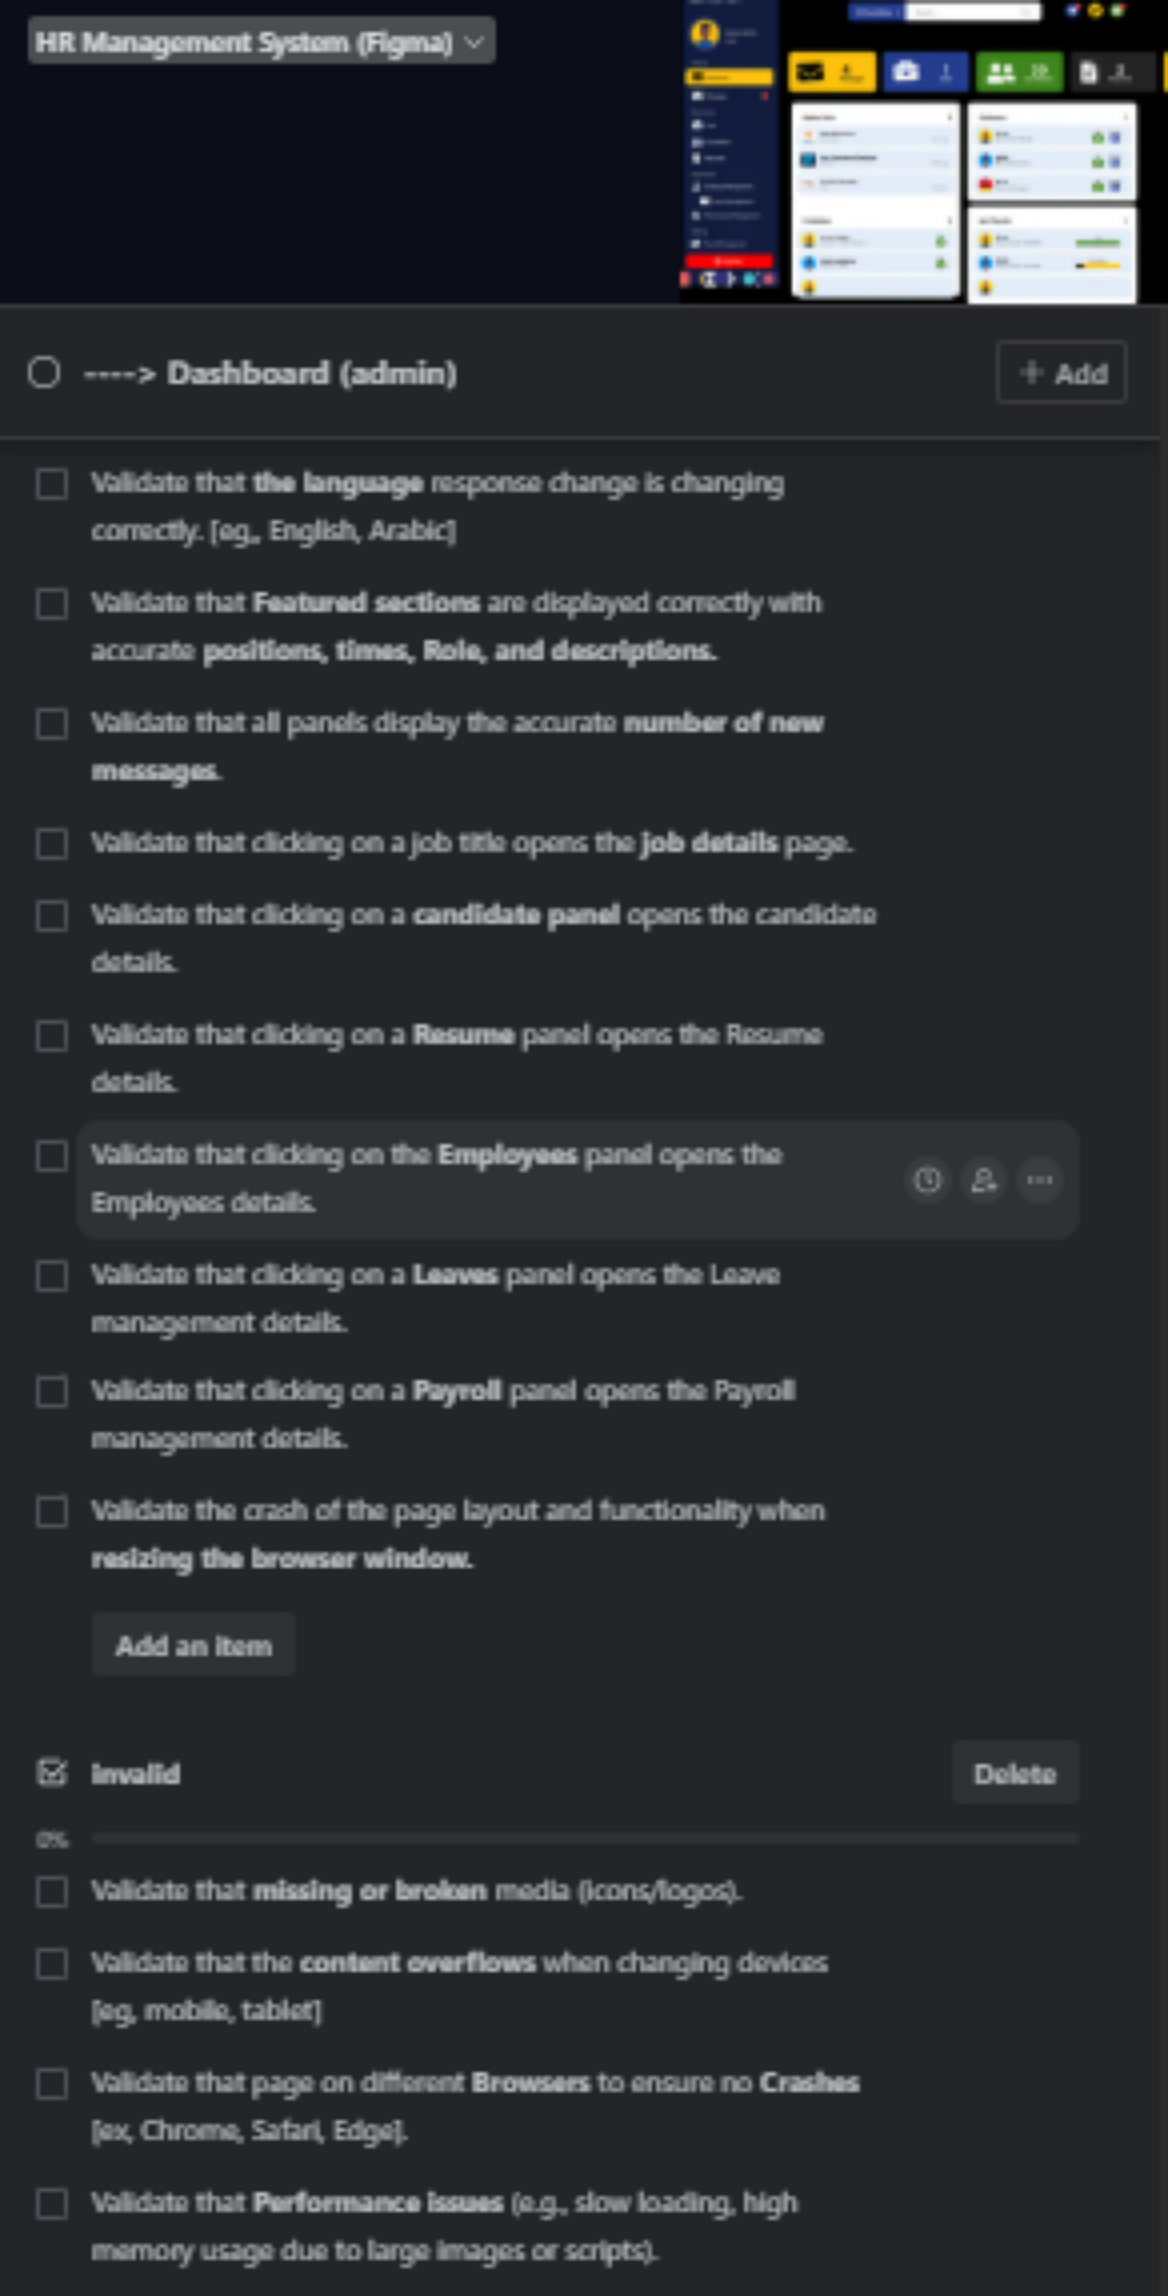 HR Management System (Figma)
----> Dashboard (admin)
+ Add
Validate that the language response change is changing
correctly. [eg,, English, Arabic]
Validate that Featured sections are displayed correctly with
accurate positions, times, Role, and descriptions.
Validate that all panels display the accurate number of new
messages.
Validate that clicking on a job title opens the job details page.
Validate that clicking on a candidate panel opens the candidate
details.
Validate that clicking on a Resume panel opens the Resume
details.
Validate that clicking on the Employees panel opens the
Employees details.
Validate that clicking on a Leaves panel opens the Leave
management details.
Validate that clicking on a Payroll panel opens the Payroll
management details.
Validate the crash of the page layout and functionality when
resizing the browser window.
Add an item
invalid
Delete
0%
Validate that missing or broken media (icons/logos).
Validate that the content overflows when changing devices
[eg, mobile, tablet]
Validate that page on different Browsers to ensure no Crashes
[ex, Chrome, Safari, Edge].
Validate that Performance issues (e.g., slow loading, high
memory usage due to large images or scripts).